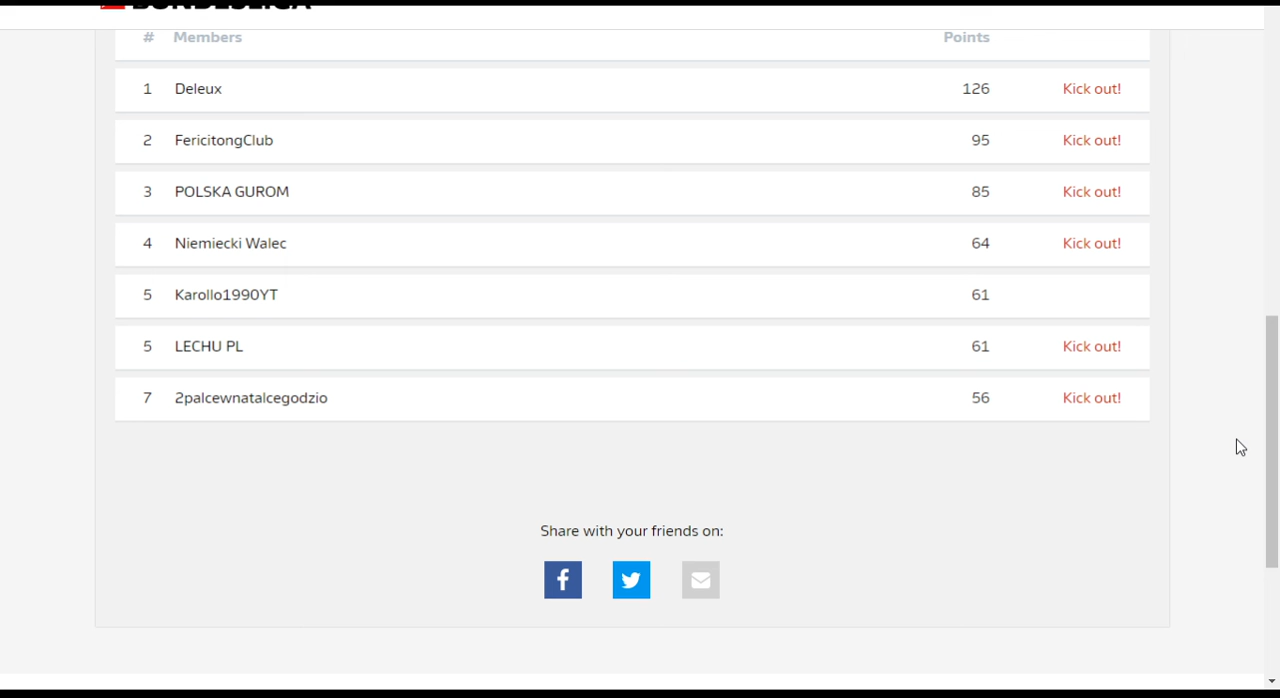 BUNDESLIGA
# Members Points
1 Deleux 126 Kick out!
2 FericitongClub 95 Kick out!
3 POLSKA GUROM 85 Kick out!
4 Niemiecki Walec 64 Kick out!
5 Karollo1990YT 61
5 LECHU PL 61 Kick out!
7 2palcewnatalcegodzio 56 Kick out!
Share with your friends on: